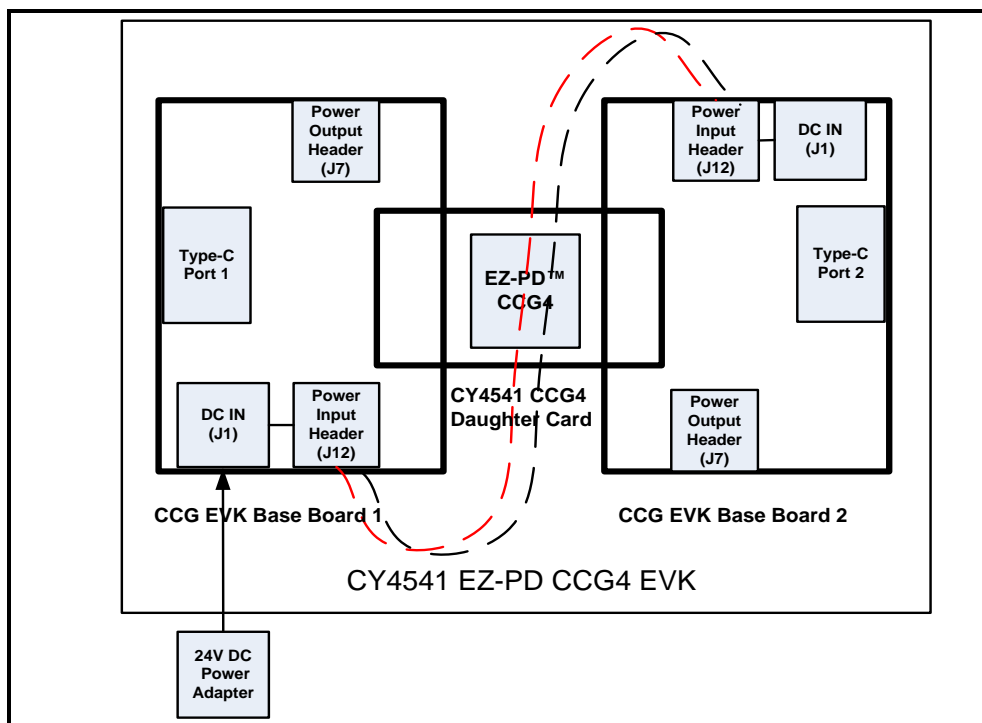 Power
Output
Header
(J7)
Power
Input
Header
(J12)
DC IN
(J1)
Type-C
Port 1
EZ-PD™
CCG4
Type-C
Port 2
DC IN
(J1)
Power
Input
Header
(J12)
CY4541 CCG4
Daughter Card
Power
Output
Header
(J7)
CCG EVK Base Board 1
CCG EVK Base Board 2
CY4541 EZ-PD CCG4 EVK
24V DC
Power
Adapter